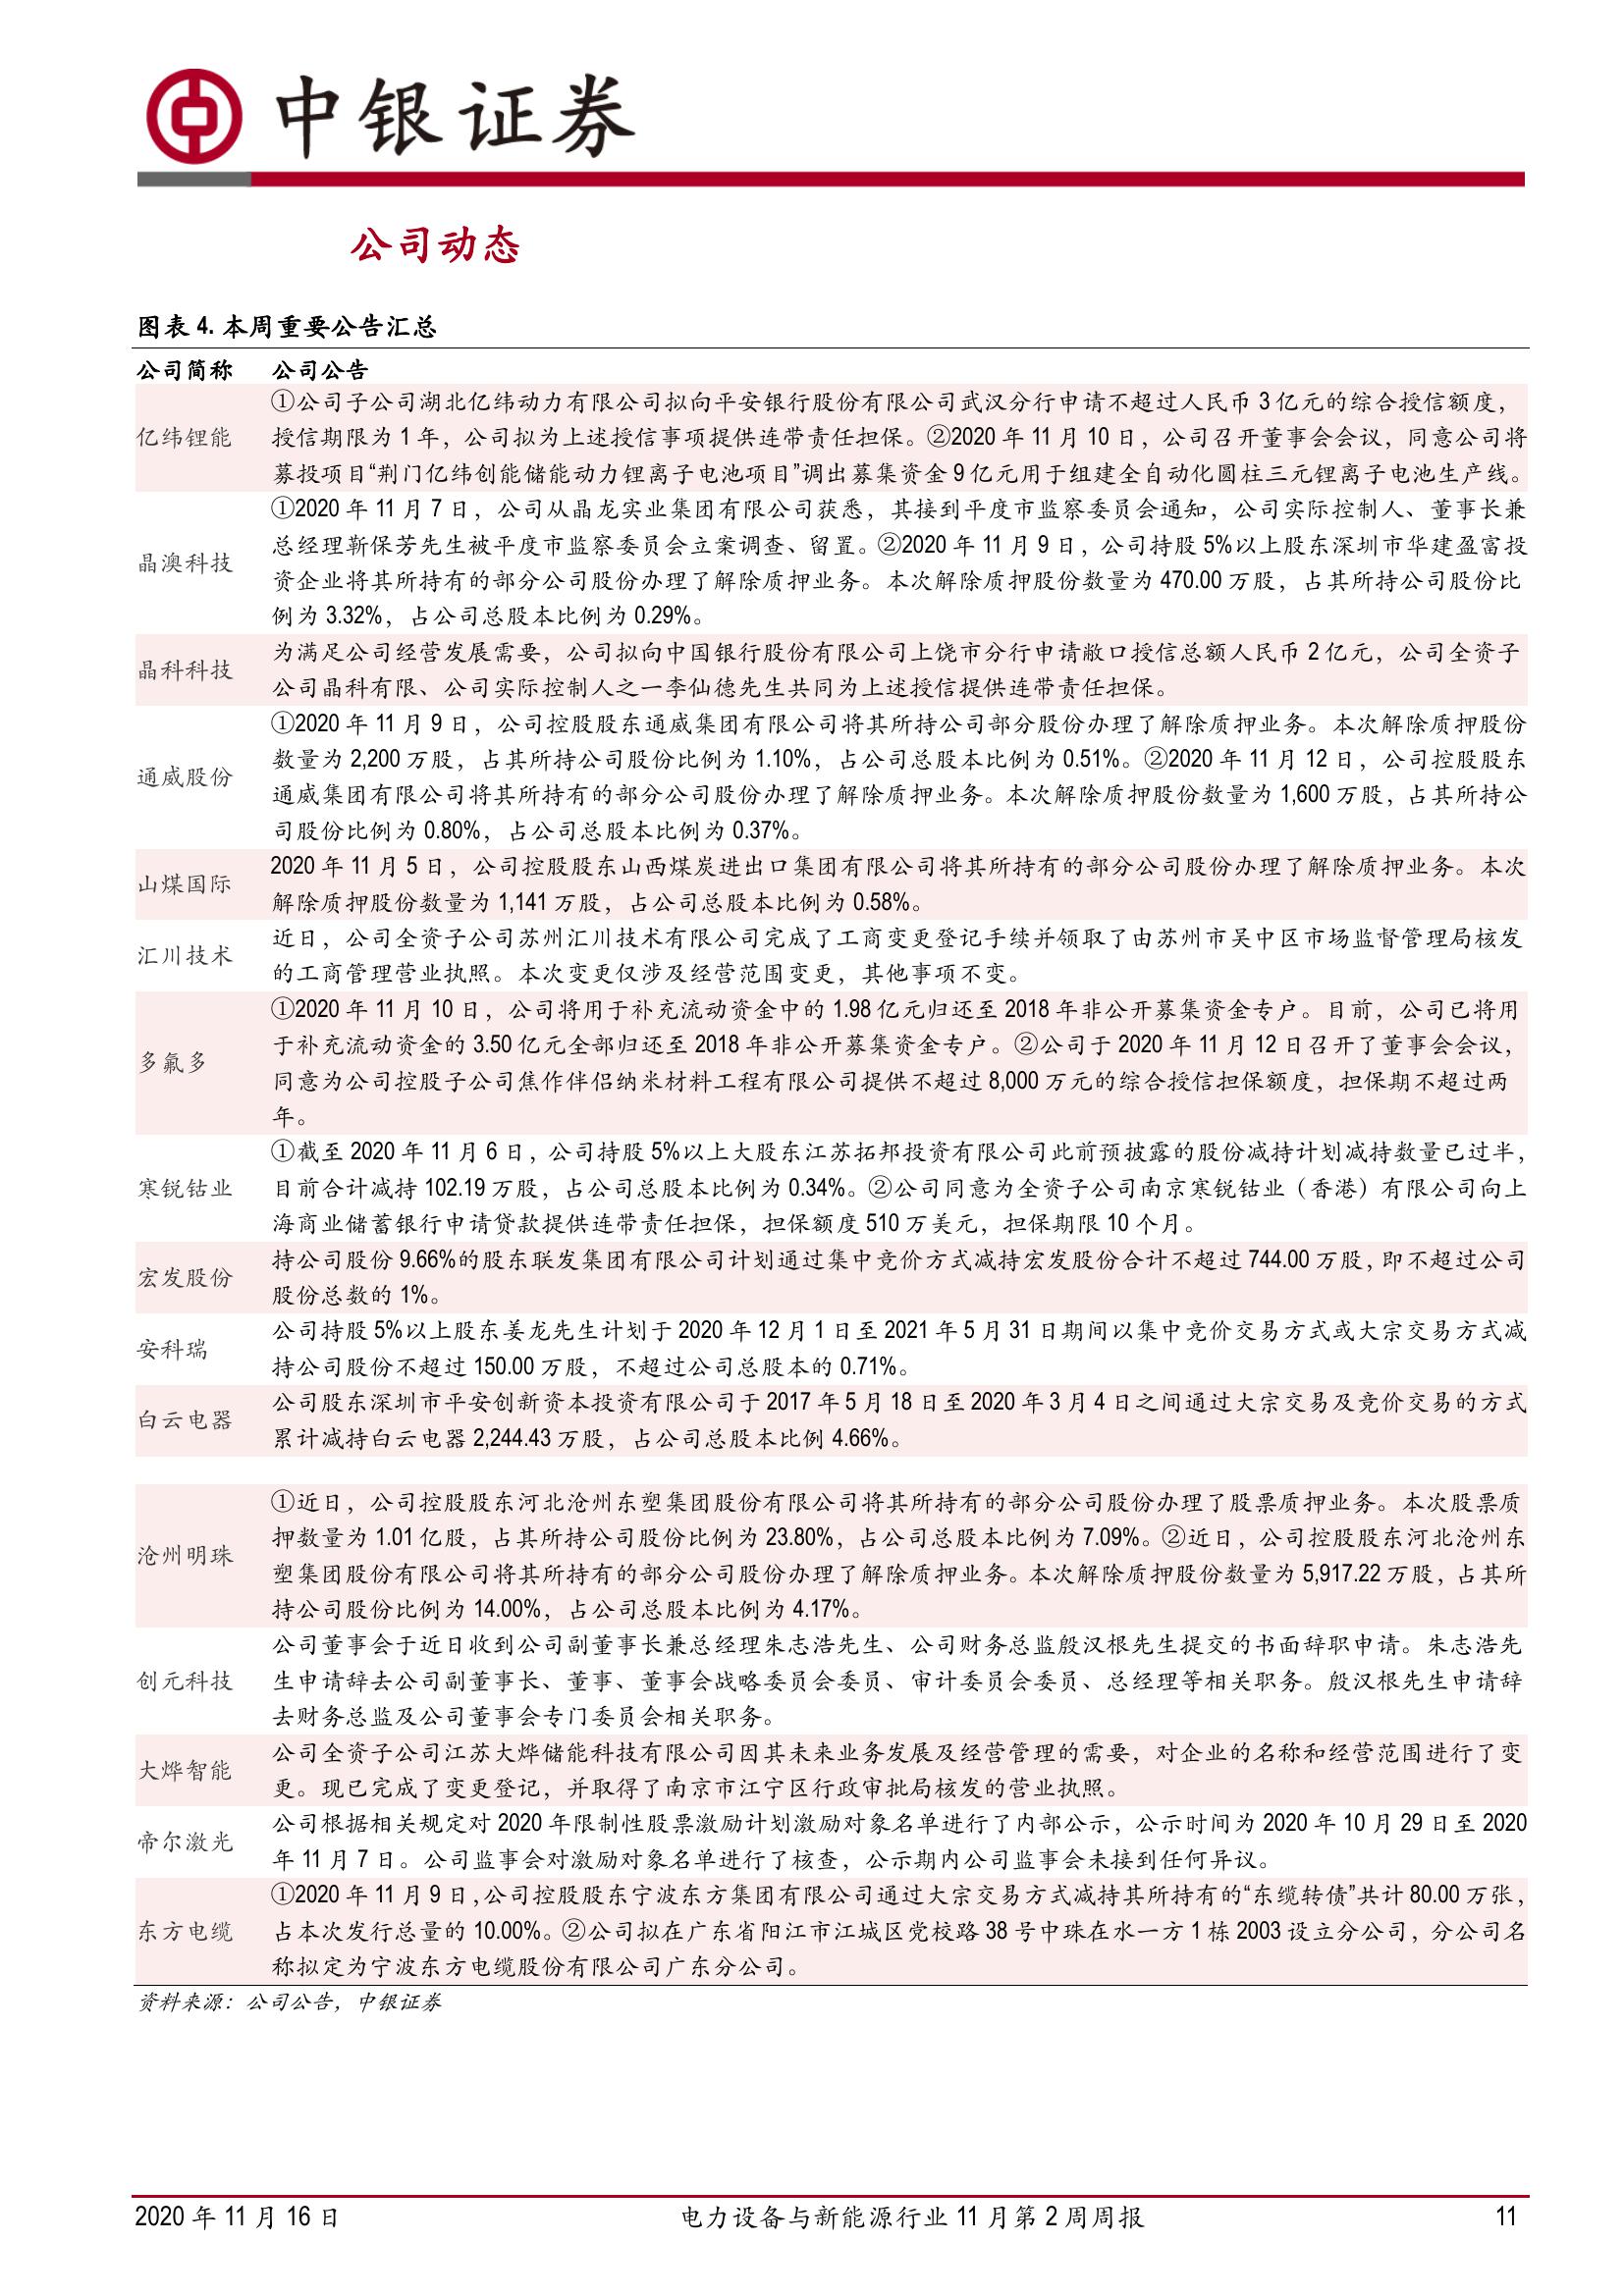 中银证券
公司动态
图表 4. 本周重要公告汇总
公司简称 公司公告
亿纬锂能
①公司子公司湖北亿纬动力有限公司拟向平安银行股份有限公司武汉分行申请不超过人民币 3 亿元的综合授信额度，
授信期限为 1 年，公司拟为上述授信事项提供连带责任担保。②2020 年 11 月 10 日，公司召开董事会会议，同意公司将
募投项目“荆门亿纬创能储能动力锂离子电池项目”调出募集资金 9 亿元用于组建全自动化圆柱三元锂离子电池生产线。
晶澳科技
①2020 年 11 月 7 日，公司从晶龙实业集团有限公司获悉，其接到平度市监察委员会通知，公司实际控制人、董事长兼
总经理靳保芳先生被平度市监察委员会立案调查、留置。②2020 年 11 月 9 日，公司持股 5%以上股东深圳市华建盈富投
资企业将其所持有的部分公司股份办理了解除质押业务。本次解除质押股份数量为 470.00 万股，占其所持公司股份比
例为 3.32%，占公司总股本比例为 0.29%。
晶科科技
为满足公司经营发展需要，公司拟向中国银行股份有限公司上饶市分行申请敞口授信总额人民币 2 亿元，公司全资子
公司晶科有限、公司实际控制人之一李仙德先生共同为上述授信提供连带责任担保。
通威股份
①2020 年 11 月 9 日，公司控股股东通威集团有限公司将其所持公司部分股份办理了解除质押业务。本次解除质押股份
数量为 2,200 万股，占其所持公司股份比例为 1.10%，占公司总股本比例为 0.51%。②2020 年 11 月 12 日，公司控股股东
通威集团有限公司将其所持有的部分公司股份办理了解除质押业务。本次解除质押股份数量为 1,600 万股，占其所持公
司股份比例为 0.80%，占公司总股本比例为 0.37%。
山煤国际
2020 年 11 月 5 日，公司控股股东山西煤炭进出口集团有限公司将其所持有的部分公司股份办理了解除质押业务。本次
解除质押股份数量为 1,141 万股，占公司总股本比例为 0.58%。
汇川技术
近日，公司全资子公司苏州汇川技术有限公司完成了工商变更登记手续并领取了由苏州市吴中区市场监督管理局核发
的工商管理营业执照。本次变更仅涉及经营范围变更，其他事项不变。
多氟多
①2020 年 11 月 10 日，公司将用于补充流动资金中的 1.98 亿元归还至 2018 年非公开募集资金专户。目前，公司已将用
于补充流动资金的 3.50 亿元全部归还至 2018 年非公开募集资金专户。②公司于 2020 年 11 月 12 日召开了董事会会议，
同意为公司控股子公司焦作伴侣纳米材料工程有限公司提供不超过 8,000 万元的综合授信担保额度，担保期不超过两
年。
寒锐钴业
①截至 2020 年 11 月 6 日，公司持股 5%以上大股东江苏拓邦投资有限公司此前预披露的股份减持计划减持数量已过半，
目前合计减持 102.19 万股，占公司总股本比例为 0.34%。②公司同意为全资子公司南京寒锐钴业（香港）有限公司向上
海商业储蓄银行申请贷款提供连带责任担保，担保额度 510 万美元，担保期限 10 个月。
宏发股份
持公司股份 9.66%的股东联发集团有限公司计划通过集中竞价方式减持宏发股份合计不超过 744.00 万股，即不超过公司
股份总数的 1%。
安科瑞
公司持股 5%以上股东姜龙先生计划于 2020 年 12 月 1 日至 2021 年 5 月 31 日期间以集中竞价交易方式或大宗交易方式减
持公司股份不超过 150.00 万股，不超过公司总股本的 0.71%。
白云电器
公司股东深圳市平安创新资本投资有限公司于 2017 年 5 月 18 日至 2020 年 3 月 4 日之间通过大宗交易及竞价交易的方式
累计减持白云电器 2,244.43 万股，占公司总股本比例 4.66%。
沧州明珠
①近日，公司控股股东河北沧州东塑集团股份有限公司将其所持有的部分公司股份办理了股票质押业务。本次股票质
押数量为 1.01 亿股，占其所持公司股份比例为 23.80%，占公司总股本比例为 7.09%。②近日，公司控股股东河北沧州东
塑集团股份有限公司将其所持有的部分公司股份办理了解除质押业务。本次解除质押股份数量为 5,917.22 万股，占其所
持公司股份比例为 14.00%，占公司总股本比例为 4.17%。
创元科技
公司董事会于近日收到公司副董事长兼总经理朱志浩先生、公司财务总监殷汉根先生提交的书面辞职申请。朱志浩先
生申请辞去公司副董事长、董事、董事会战略委员会委员、审计委员会委员、总经理等相关职务。殷汉根先生申请辞
去财务总监及公司董事会专门委员会相关职务。
大烨智能
公司全资子公司江苏大烨储能科技有限公司因其未来业务发展及经营管理的需要，对企业的名称和经营范围进行了变
更。现已完成了变更登记，并取得了南京市江宁区行政审批局核发的营业执照。
帝尔激光
公司根据相关规定对 2020 年限制性股票激励计划激励对象名单进行了内部公示，公示时间为 2020 年 10 月 29 日至 2020
年 11 月 7 日。公司监事会对激励对象名单进行了核查，公示期内公司监事会未接到任何异议。
东方电缆
①2020 年 11 月 9 日，公司控股股东宁波东方集团有限公司通过大宗交易方式减持其所持有的“东缆转债”共计 80.00 万张，
占本次发行总量的 10.00%。②公司拟在广东省阳江市江城区党校路 38 号中珠在水一方 1 栋 2003 设立分公司，分公司名
称拟定为宁波东方电缆股份有限公司广东分公司。
资料来源：公司公告，中银证券
2020 年 11 月 16 日 电力设备与新能源行业 11 月第 2 周周报 11